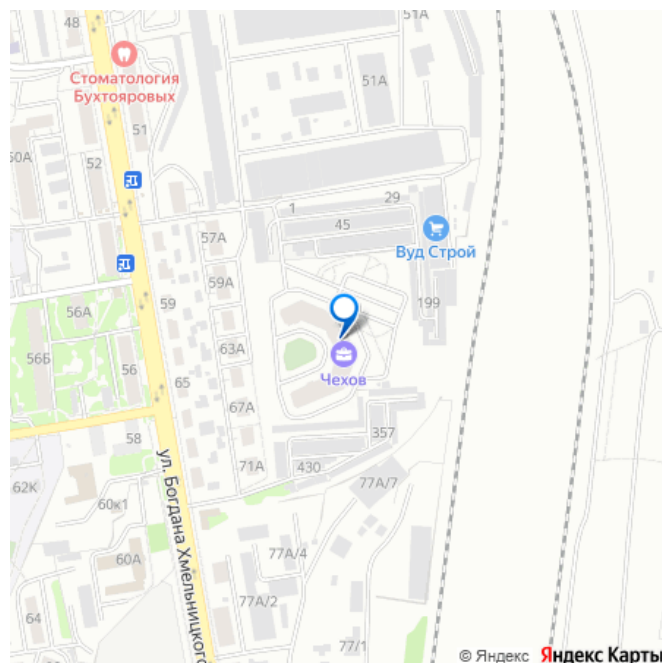 48
51А
Стоматология
Бухтояровых
51А
51
50А
52
1
29
45
57А
Вуд Строй
59А
199
59
56А
63А
56Б
56
65
Чехов
67А
357
58
71А
430
77А/7
62К
60к1
ул. Богдана Хмельницкого
60А
77А/4
77А/2
64
77/1
© Яндекс Яндекс Карты